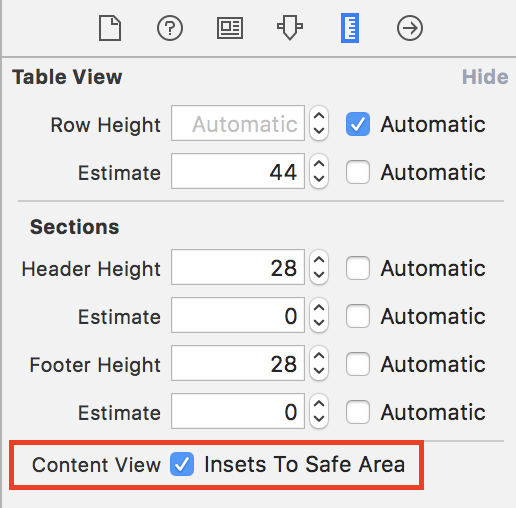 Table View Hide
Row Height Automatic Automatic
Estimate 44 Automatic
Sections
Header Height 28 Automatic
Estimate 0 Automatic
Footer Height 28 Automatic
Estimate 0 Automatic
Content View Insets To Safe Area